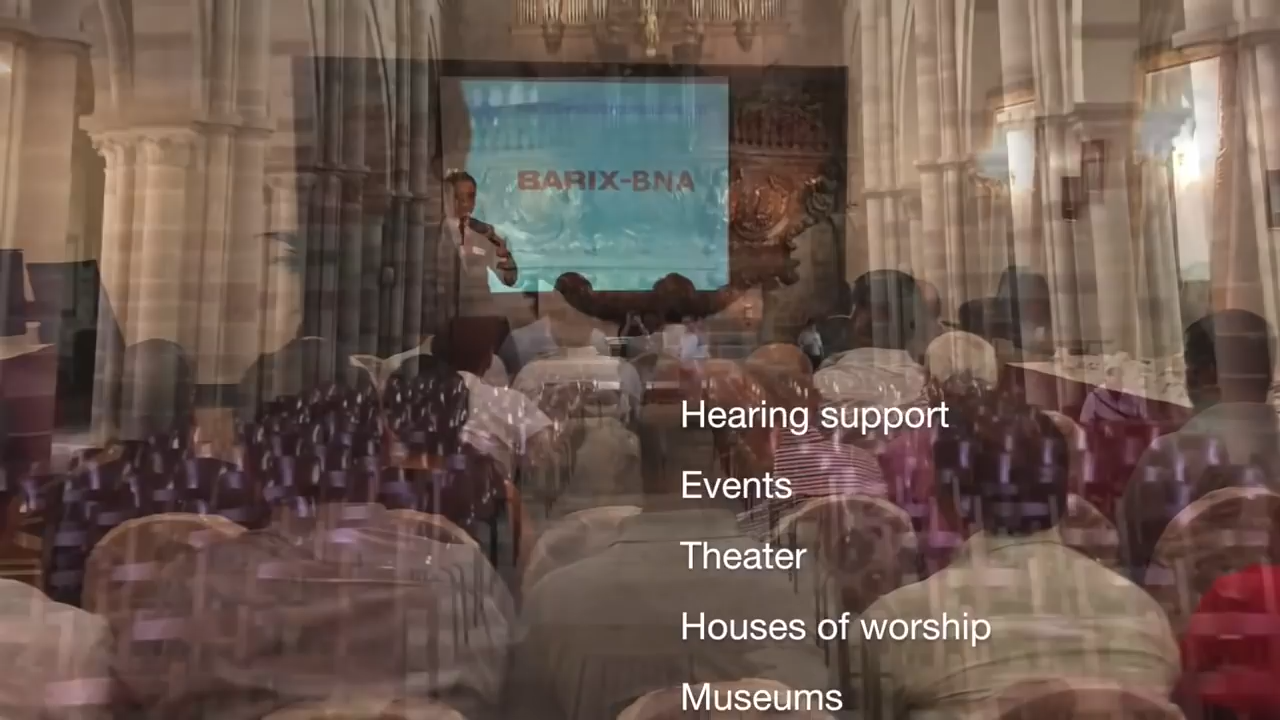 BARIX-BNA
Hearing support
Events
Theater
Houses of worship
Museums